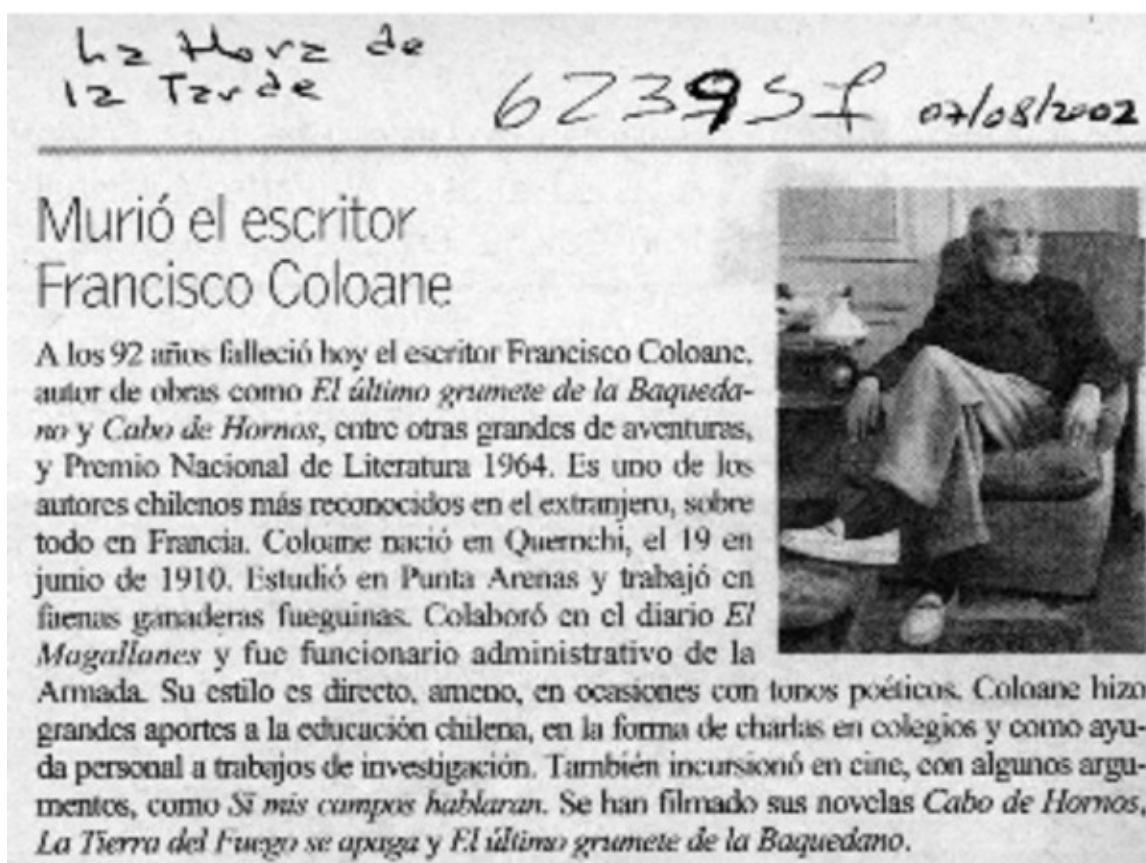 La Hora de
la Tarde
623951 07/08/2002
Murió el escritor
Francisco Coloane
A los 92 años falleció hoy el escritor Francisco Coloane,
autor de obras como El último grumete de la Baqueda-
no y Cabo de Hornos, entre otras grandes de aventuras,
y Premio Nacional de Literatura 1964. Es uno de los
autores chilenos más reconocidos en el extranjero, sobre
todo en Francia. Coloane nació en Quernchi, el 19 en
junio de 1910. Estudió en Punta Arenas y trabajó en
faenas ganaderas fueguinas. Colaboró en el diario El
Magallanes y fue funcionario administrativo de la
Armada. Su estilo es directo, ameno, en ocasiones con tonos poéticos. Coloane hizo
grandes aportes a la educación chilena, en la forma de charlas en colegios y como ayu-
da personal a trabajos de investigación. También incursionó en cine, con algunos argu-
mentos, como Si mis campos hablaran. Se han filmado sus novelas Cabo de Hornos,
La Tierra del Fuego se apaga y El último grumete de la Baquedano.